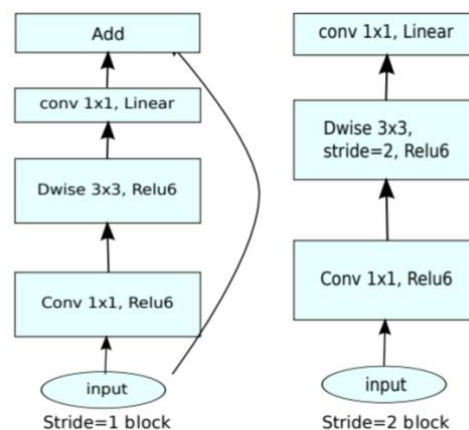 Add
conv 1x1, Linear
Dwise 3x3, Relu6
Conv 1x1, Relu6
input
Stride=1 block
conv 1x1, Linear
Dwise 3x3,
stride=2, Relu6
Conv 1x1, Relu6
input
Stride=2 block